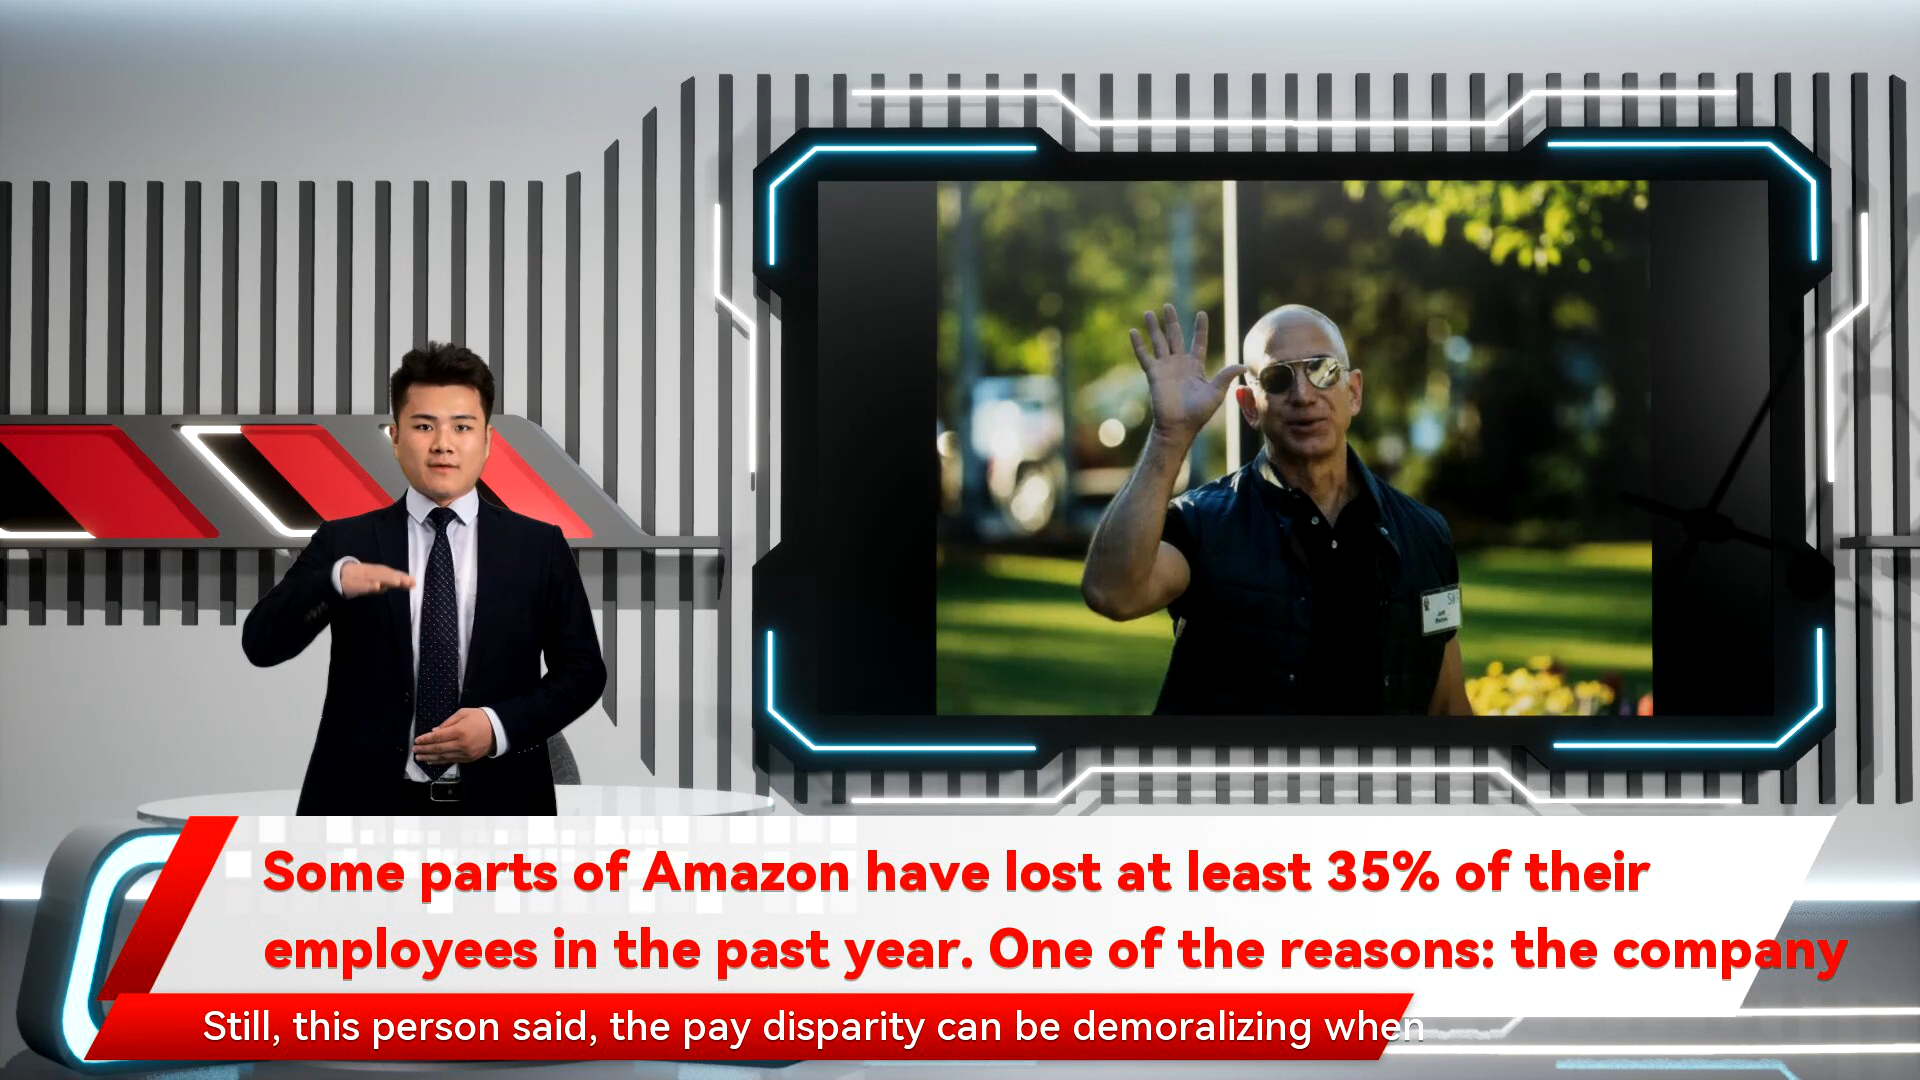 Some parts of Amazon have lost at least 35% of their
employees in the past year. One of the reasons: the company
Still, this person said, the pay disparity can be demoralizing when